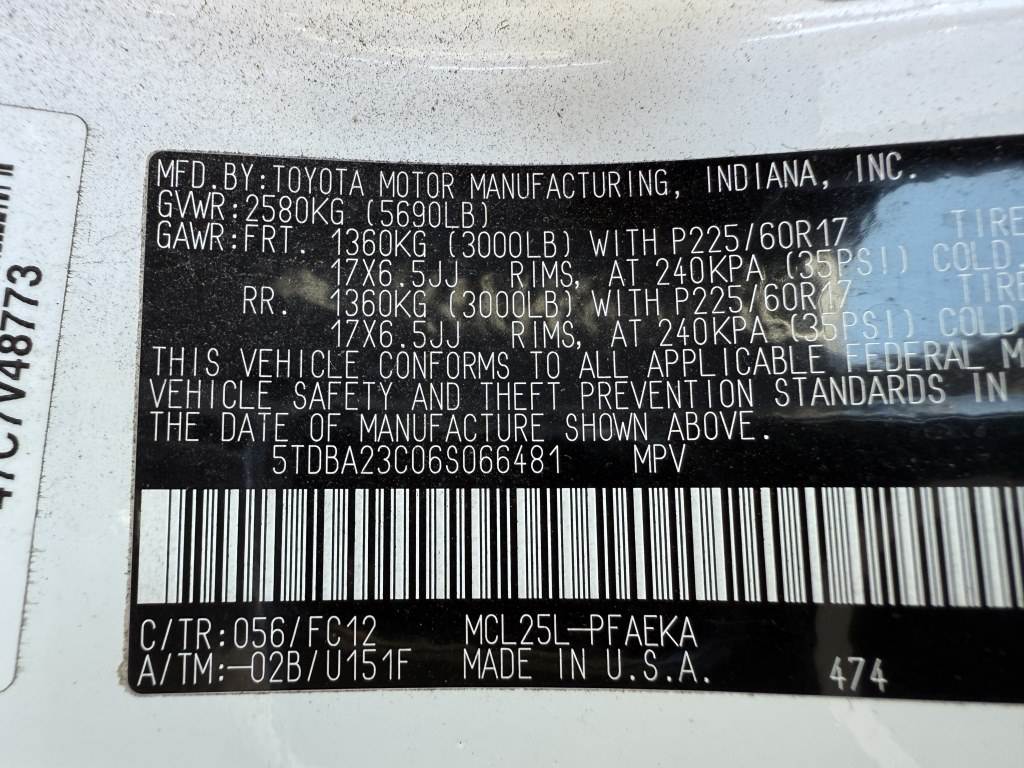 MFD.BY:TOYOTA MOTOR MANUFACTURING, INDIANA, INC.
GVWR:2580KG (5690LB)
GAWR:FRT. 1360KG (3000LB) WITH P225/60R17 TIRE
17X6.5JJ RIMS, AT 240KPA (35PSI) COLD.
RR. 1360KG (3000LB) WITH P225/60R17 TIRE
17X6.5JJ RIMS, AT 240KPA (35PSI) COLD
THIS VEHICLE CONFORMS TO ALL APPLICABLE FEDERAL M
VEHICLE SAFETY AND THEFT PREVENTION STANDARDS IN
THE DATE OF MANUFACTURE SHOWN ABOVE.
5TDBA23C06S066481 MPV
C/TR:056/FC12 MCL25L-PFAEKA
A/TM:-02B/U151F MADE IN U.S.A. 474
47C7V48773